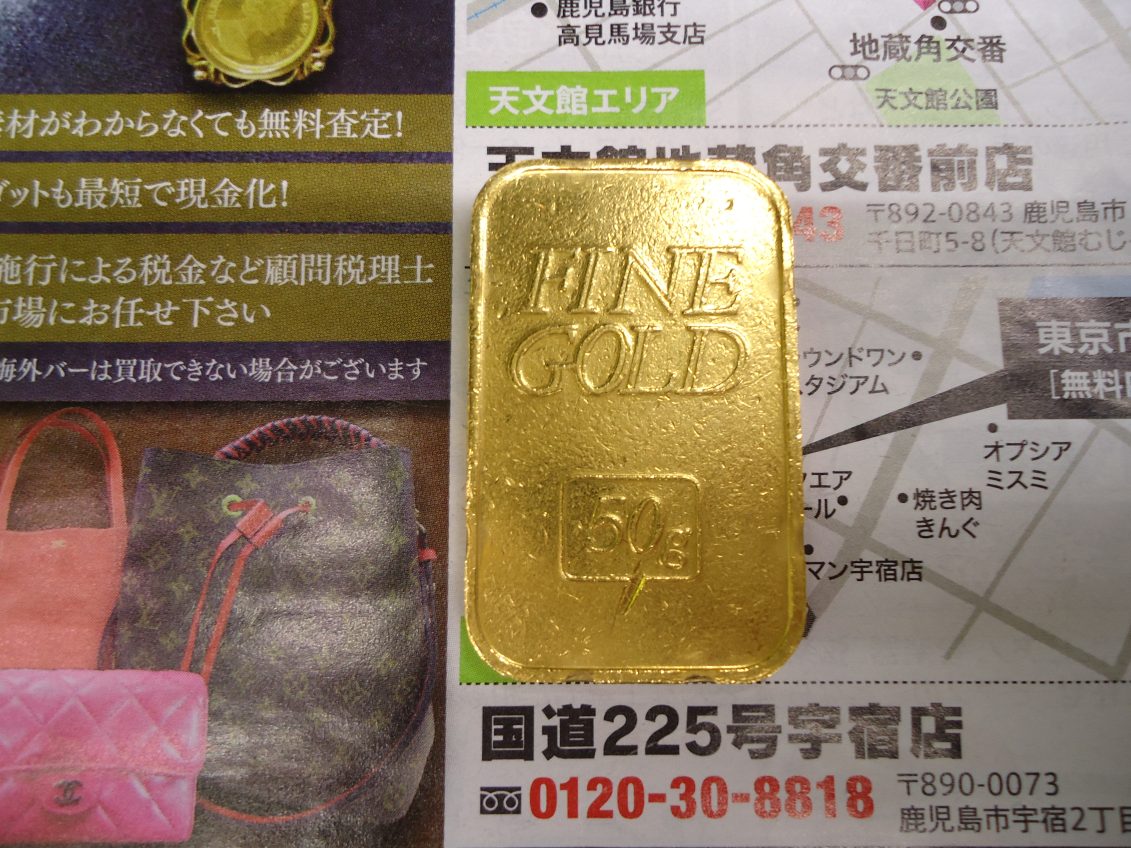 素材がわからなくても無料査定!
ゴットも最短で現金化!
施行による税金など顧問税理士
市場にお任せ下さい
海外バーは買取できない場合がございます
鹿児島銀行
高見馬場支店
地蔵角交番
天文館エリア
天文館公園
天文館地蔵角交番前店
43
〒892-0843 鹿児島市
千日町5-8(天文館むじ
FINE
GOLD
50g
東京市
[無料
ウンドワン
スタジアム
オプシア
ミスミ
ウエア
ール
焼き肉
きんぐ
マン宇宿店
国道225号宇宿店
0120-30-8818
〒890-0073
鹿児島市宇宿2丁目